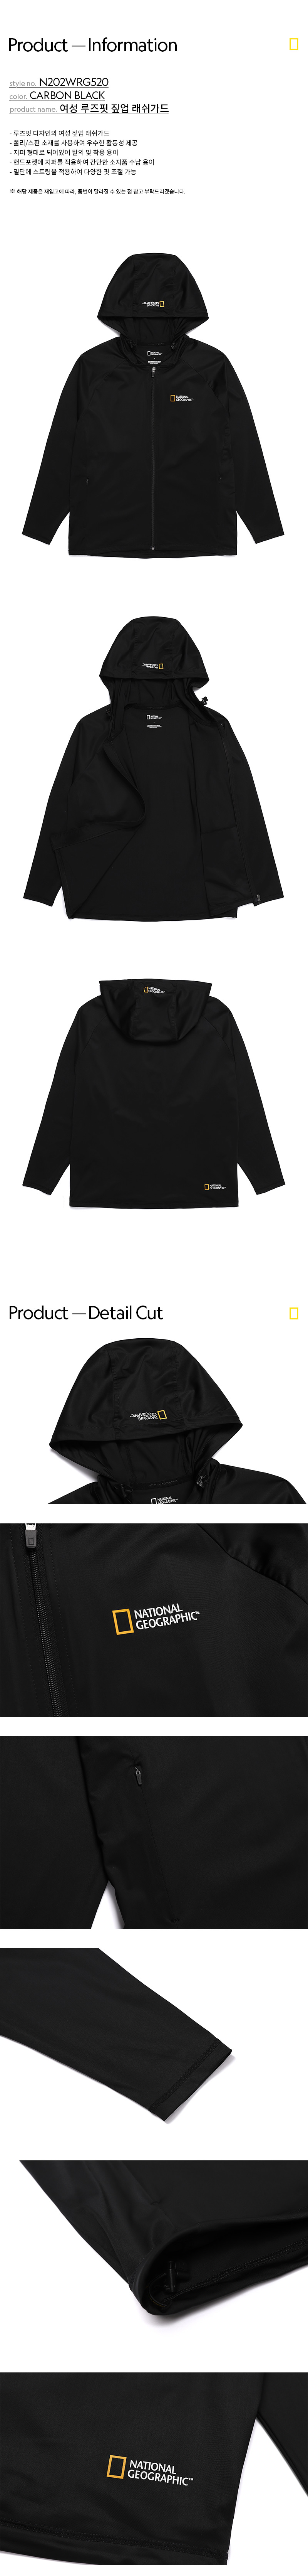 Product — Information
style no. N202WRG520
color. CARBON BLACK
product name. 여성 루즈핏 짚업 래쉬가드
- 루즈핏 디자인의 여성 짚업 래쉬가드
- 폴리/스판 소재를 사용하여 우수한 활동성 제공
- 지퍼 형태로 되어있어 탈의 및 착용 용이
- 핸드포켓에 지퍼를 적용하여 간단한 소지품 수납 용이
- 밑단에 스트링을 적용하여 다양한 핏 조절 가능
※ 해당 제품은 재입고에 따라, 품번이 달라질 수 있는 점 참고 부탁드리겠습니다.
NATIONAL
GEOGRAPHIC
NATIONAL
GEOGRAPHIC
NATIONAL
GEOGRAPHIC
NATIONAL
GEOGRAPHIC
NATIONAL
GEOGRAPHIC
Product — Detail Cut
NATIONAL
GEOGRAPHIC
NATIONAL
GEOGRAPHIC
NATIONAL
GEOGRAPHIC™